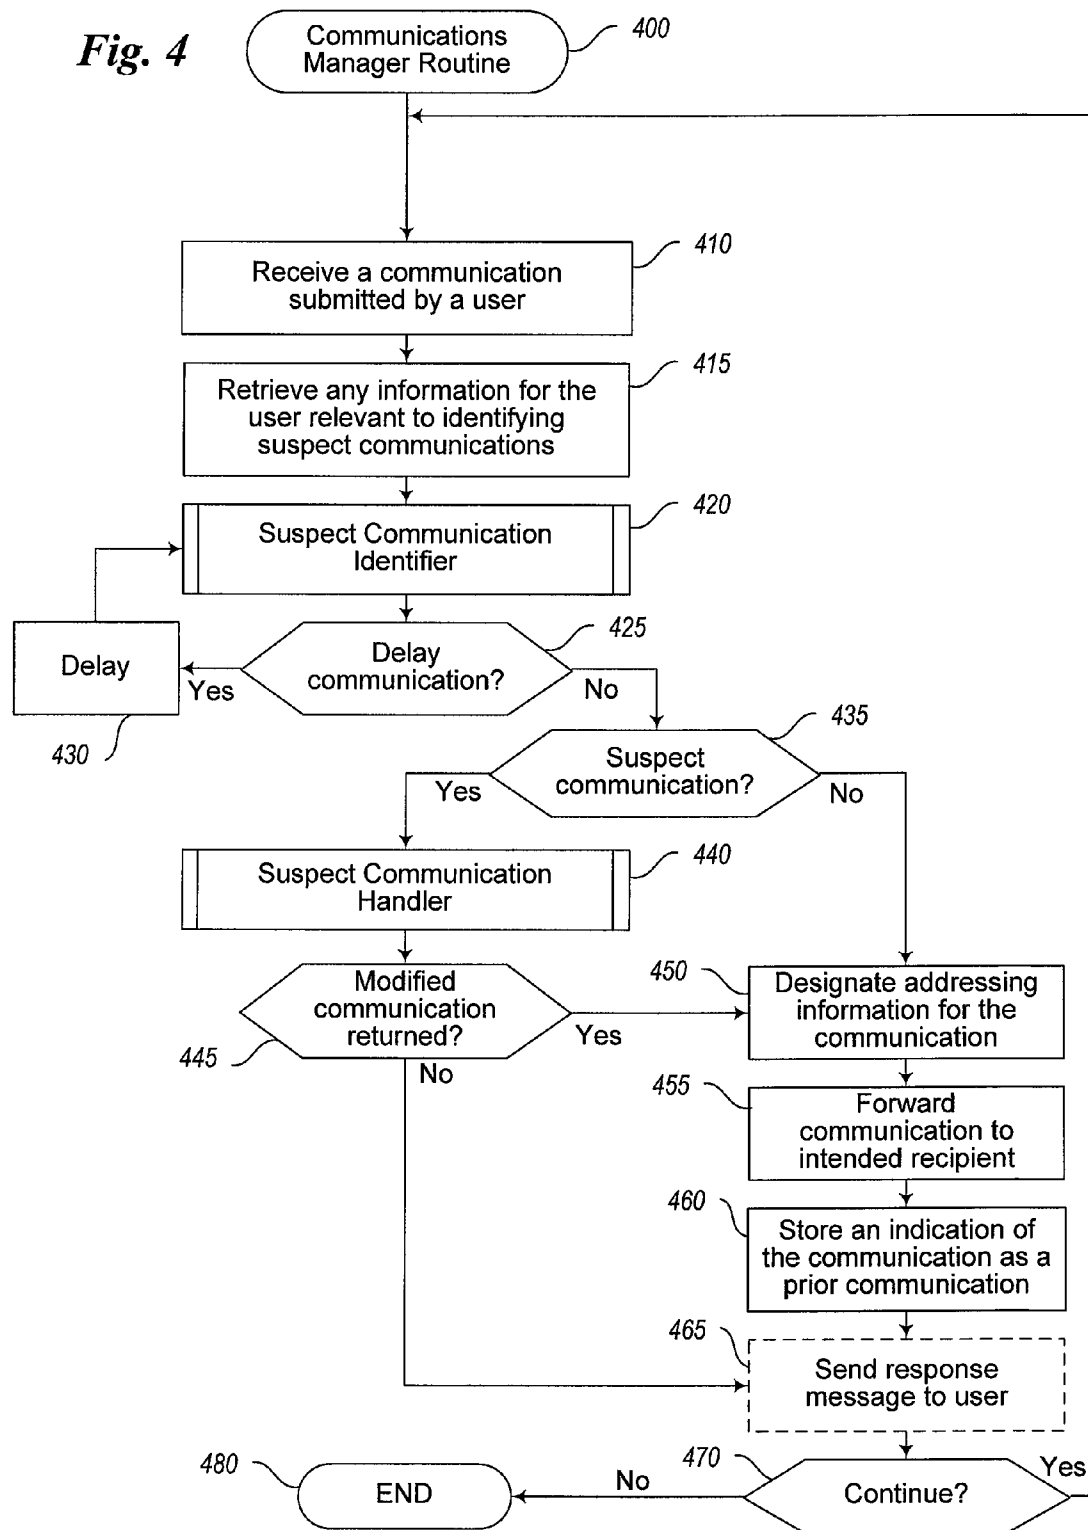 Fig. 4
Communications
Manager Routine
400
410
Receive a communication
submitted by a user
415
Retrieve any information for the
user relevant to identifying
suspect communications
420
Suspect Communication
Identifier
425
Delay
communication?
Delay
Yes
No
430
435
Suspect
communication?
Yes
No
440
Suspect Communication
Handler
Modified
communication
returned?
445
Yes
No
450
Designate addressing
information for the
communication
455
Forward
communication to
intended recipient
460
Store an indication of
the communication as a
prior communication
465
Send response
message to user
470
Continue?
Yes
No
480
END